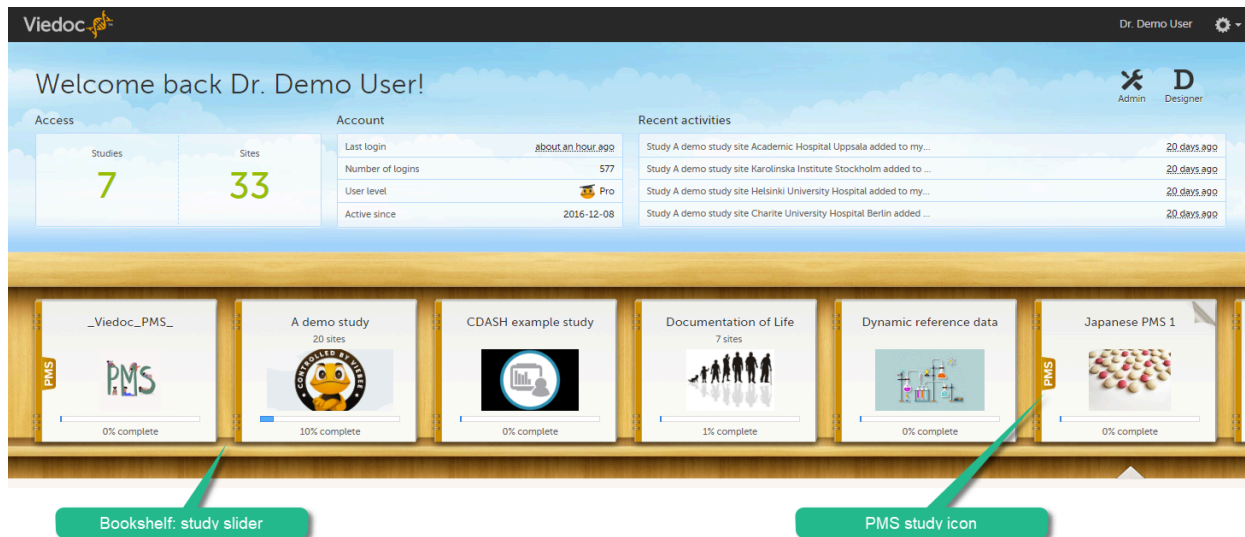 Viedoc
Dr. Demo User
Welcome back Dr. Demo User!
Admin
D
Designer
Access
Studies
7
Sites
33
Account
Last login about an hour ago
Number of logins 577
User level Pro
Active since 2016-12-08
Recent activities
Study A demo study site Academic Hospital Uppsala added to my... 20 days ago
Study A demo study site Karolinska Institute Stockholm added to ... 20 days ago
Study A demo study site Helsinki University Hospital added to my... 20 days ago
Study A demo study site Charite University Hospital Berlin added ... 20 days ago
_Viedoc_PMS_
PMS
PMS
0% complete
A demo study
20 sites
CONTROLLED BY VIEBEE
10% complete
CDASH example study
0% complete
Documentation of Life
7 sites
1% complete
Dynamic reference data
0% complete
Japanese PMS 1
PMS
0% complete
Bookshelf: study slider
PMS study icon